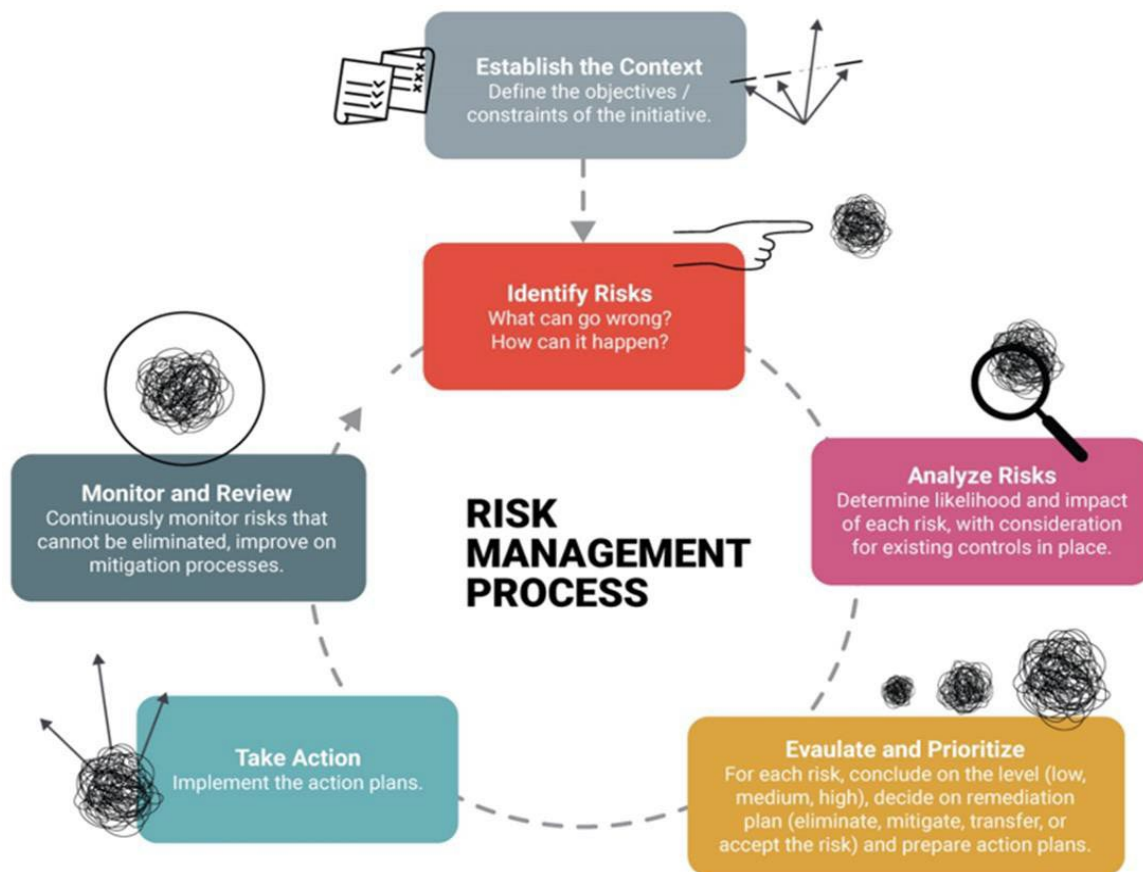 Establish the Context
Define the objectives /
constraints of the initiative.
Identify Risks
What can go wrong?
How can it happen?
Analyze Risks
Determine likelihood and impact
of each risk, with consideration
for existing controls in place.
Monitor and Review
Continuously monitor risks that
cannot be eliminated, improve on
mitigation processes.
RISK
MANAGEMENT
PROCESS
Take Action
Implement the action plans.
Evaulate and Prioritize
For each risk, conclude on the level (low,
medium, high), decide on remediation
plan (eliminate, mitigate, transfer, or
accept the risk) and prepare action plans.